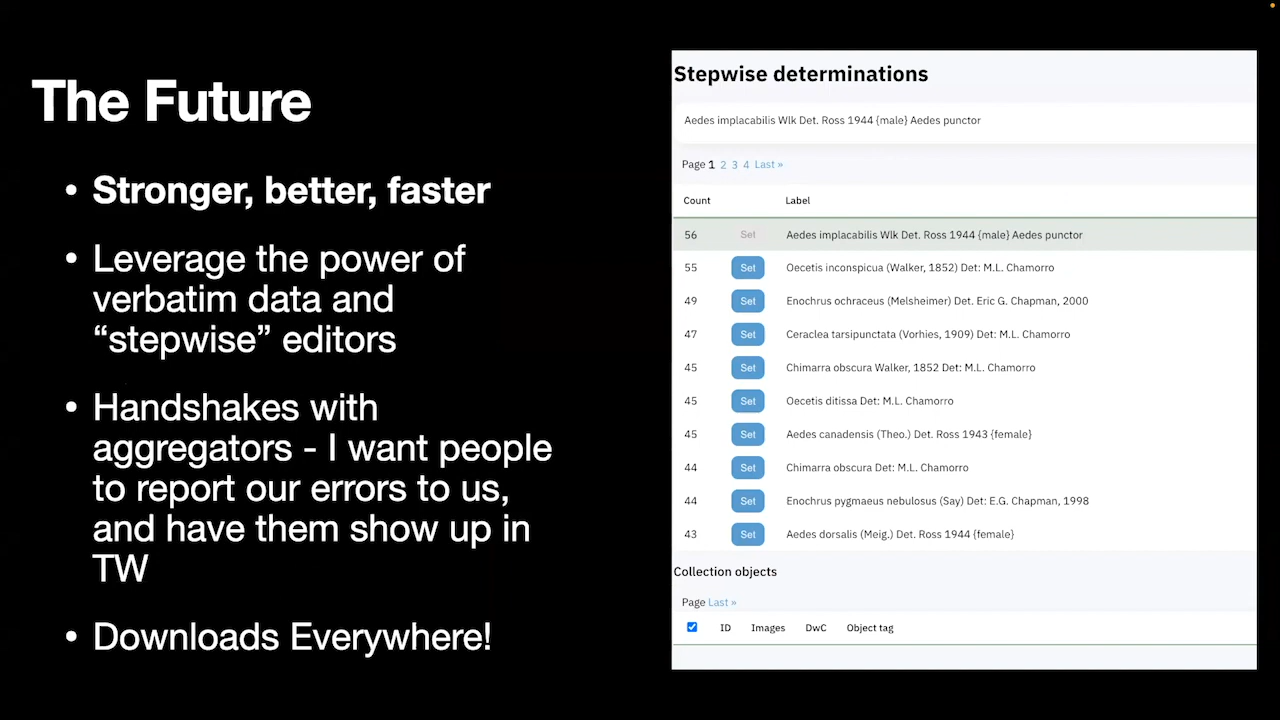 The Future
• Stronger, better, faster
• Leverage the power of
verbatim data and
“stepwise” editors
• Handshakes with
aggregators - I want people
to report our errors to us,
and have them show up in
TW
• Downloads Everywhere!
Stepwise determinations
Aedes implacabilis Wlk Det. Ross 1944 {male} Aedes punctor
Page 1 2 3 4 Last »
Count Label
56 Set Aedes implacabilis Wlk Det. Ross 1944 {male} Aedes punctor
55 Set Oecetis inconspicua (Walker, 1852) Det: M.L. Chamorro
49 Set Enochrus ochraceus (Melsheimer) Det. Eric G. Chapman, 2000
47 Set Ceraclea tarsipunctata (Vorhies, 1909) Det: M.L. Chamorro
45 Set Chimarra obscura Walker, 1852 Det: M.L. Chamorro
45 Set Oecetis ditissa Det: M.L. Chamorro
45 Set Aedes canadensis (Theo.) Det. Ross 1943 {female}
44 Set Chimarra obscura Det: M.L. Chamorro
44 Set Enochrus pygmaeus nebulosus (Say) Det: E.G. Chapman, 1998
43 Set Aedes dorsalis (Meig.) Det. Ross 1944 {female}
Collection objects
Page Last »
ID Images DwC Object tag